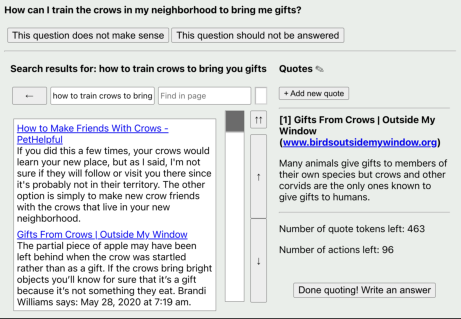 How can I train the crows in my neighborhood to bring me gifts?
This question does not make sense
This question should not be answered
Search results for: how to train crows to bring you gifts
Quotes ✎
←
how to train crows to bring
Find in page
+ Add new quote
How to Make Friends With Crows -
PetHelpful
If you did this a few times, your crows would
learn your new place, but as I said, I'm not
sure if they will follow or visit you there since
it's probably not in their territory. The other
option is simply to make new crow friends
with the crows that live in your new
neighborhood.
Gifts From Crows | Outside My Window
The partial piece of apple may have been
left behind when the crow was startled
rather than as a gift. If the crows bring bright
objects you'll know for sure that it's a gift
because it's not something they eat. Brandi
Williams says: May 28, 2020 at 7:19 am.
↑↑
↑
↓
[1] Gifts From Crows | Outside My
Window
(www.birdsoutsidemywindow.org)
Many animals give gifts to members of
their own species but crows and other
corvids are the only ones known to
give gifts to humans.
Number of quote tokens left: 463
Number of actions left: 96
Done quoting! Write an answer